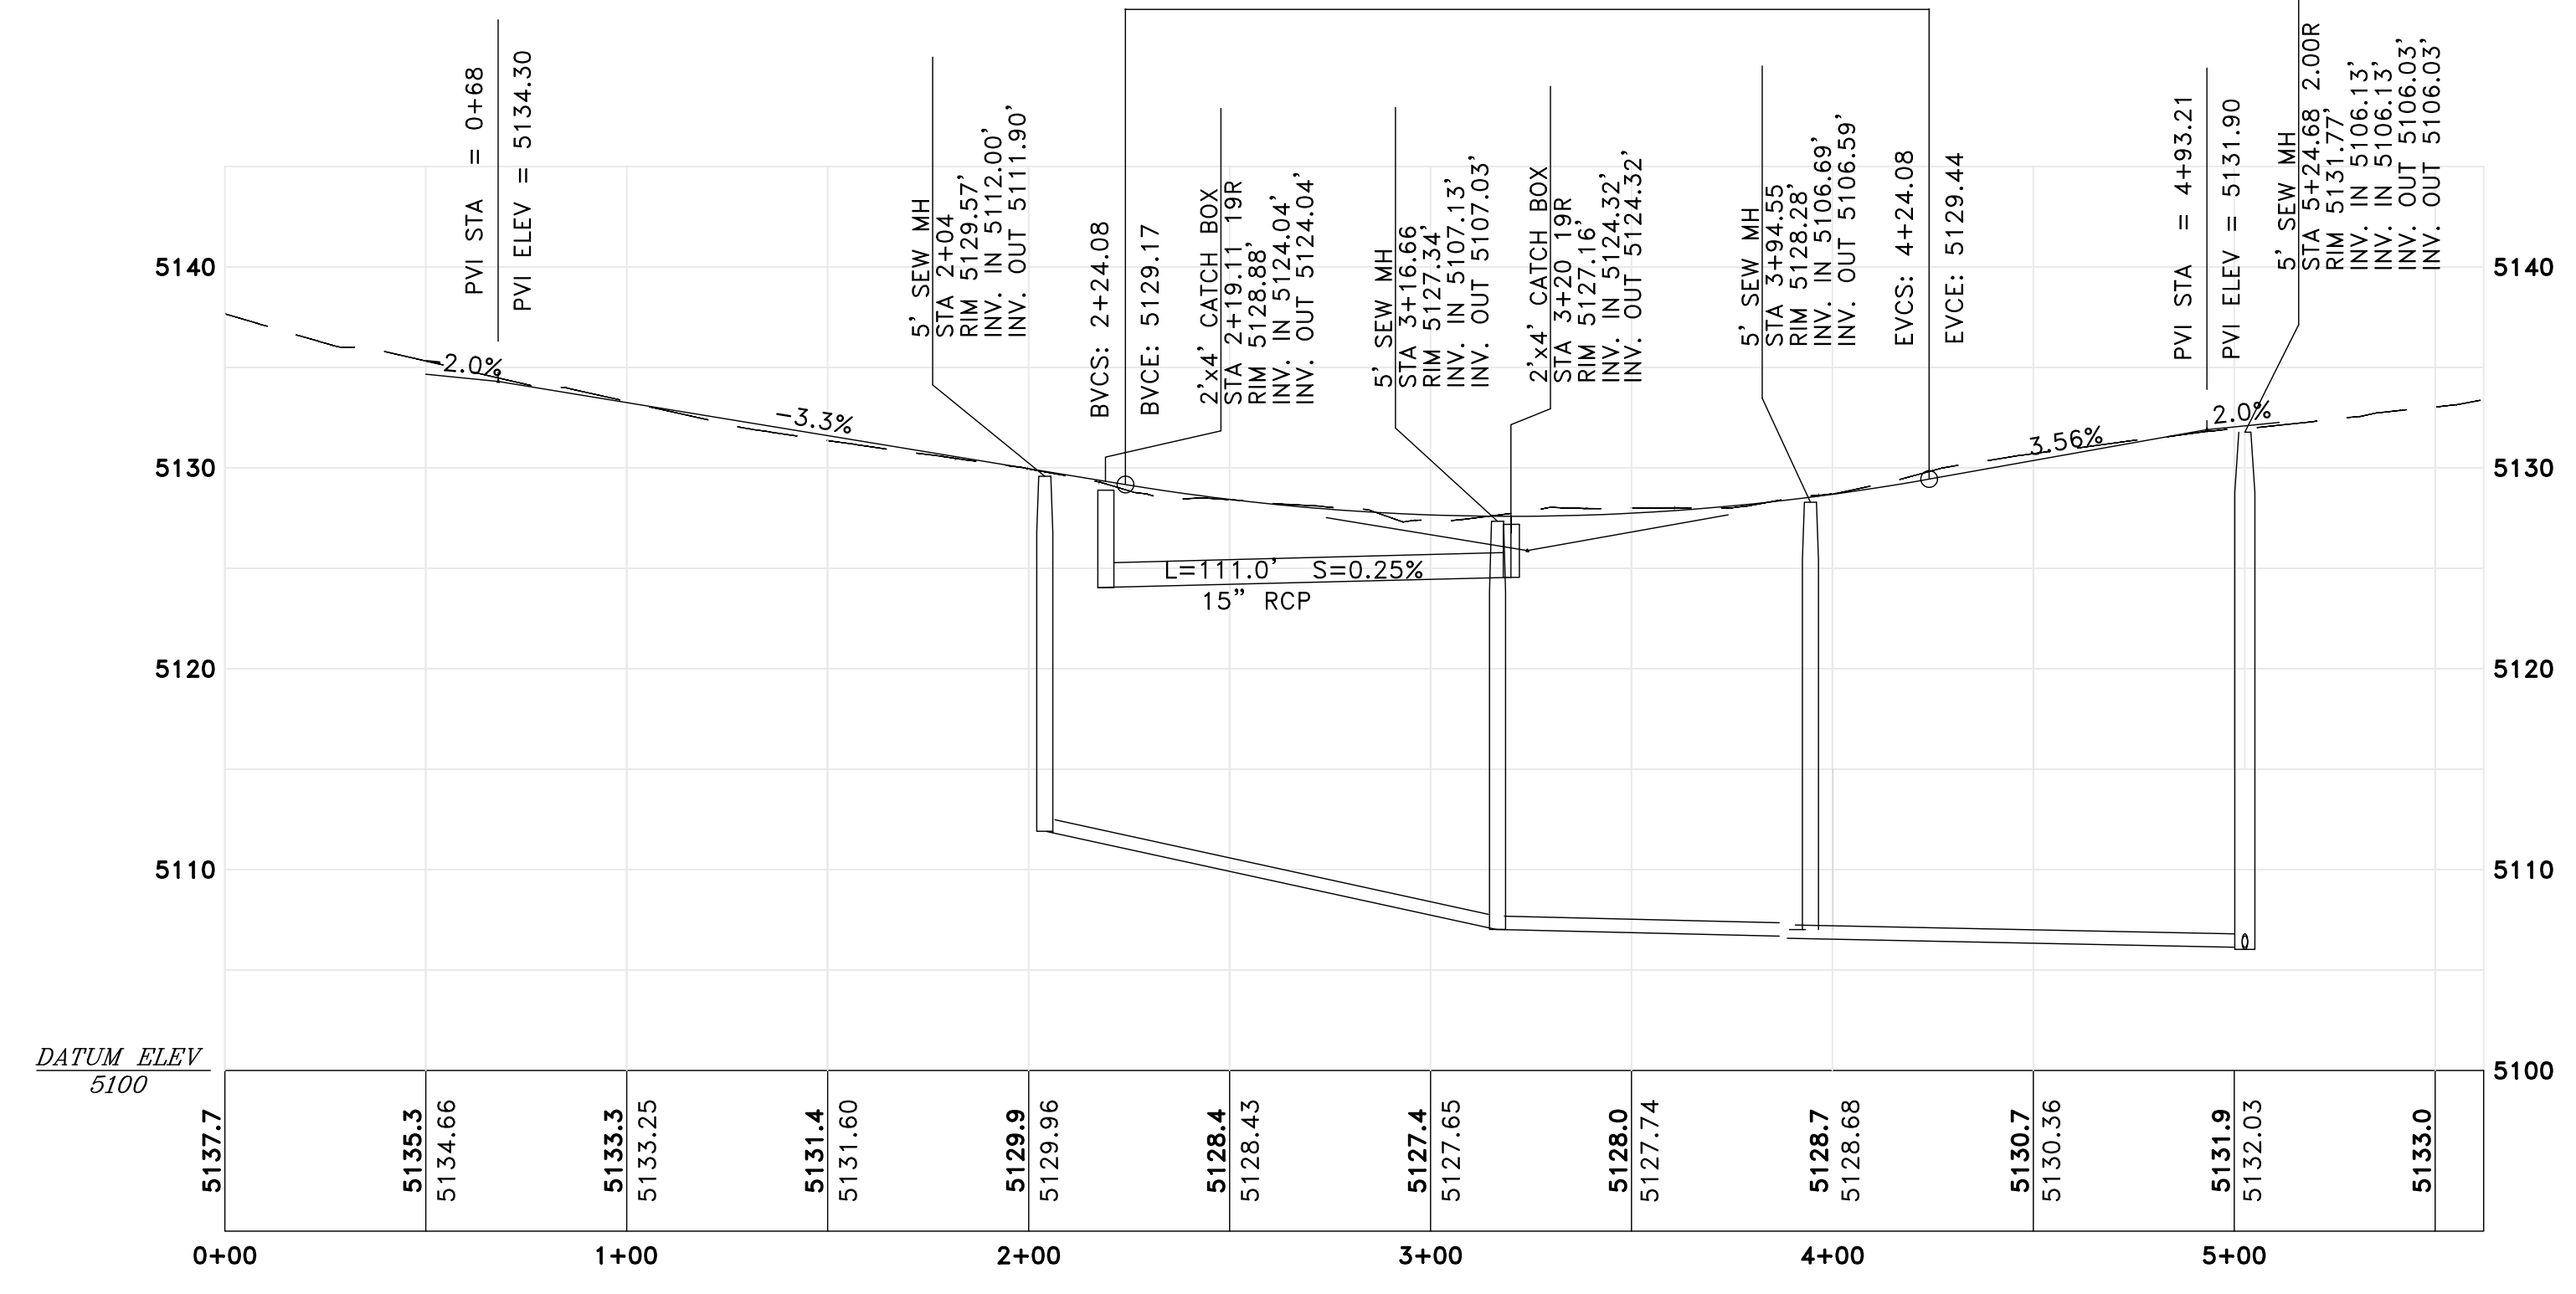 PVI STA = 0+68
PVI ELEV = 5134.30
5' SEW MH
STA 2+04
RIM 5129.57'
INV. IN 5112.00'
INV. OUT 5111.90'
BVCS: 2+24.08
BVCE: 5129.17
2'x4' CATCH BOX
STA 2+19.11 19R
RIM 5128.88'
INV. IN 5124.04'
INV. OUT 5124.04'
5' SEW MH
STA 3+16.66
RIM 5127.34'
INV. IN 5107.13'
INV. OUT 5107.03'
2'x4' CATCH BOX
STA 3+20 19R
RIM 5127.16'
INV. IN 5124.32'
INV. OUT 5124.32'
5' SEW MH
STA 3+94.55
RIM 5128.28'
INV. IN 5106.69'
INV. OUT 5106.59'
EVCS: 4+24.08
EVCE: 5129.44
PVI STA = 4+93.21
PVI ELEV = 5131.90
5' SEW MH
STA 5+24.68 2.00R
RIM 5131.77'
INV. IN 5106.13'
INV. IN 5106.13'
INV. OUT 5106.03'
INV. OUT 5106.03'
5140
5140
-2.0%
-3.3%
3.56%
2.0%
5130
5130
L=111.0' S=0.25%
15" RCP
5120
5120
5110
5110
DATUM ELEV
5100
5100
5137.7
5135.3
5134.66
5133.3
5133.25
5131.4
5131.60
5129.9
5129.96
5128.4
5128.43
5127.4
5127.65
5128.0
5127.74
5128.7
5128.68
5130.7
5130.36
5131.9
5132.03
5133.0
0+00
1+00
2+00
3+00
4+00
5+00